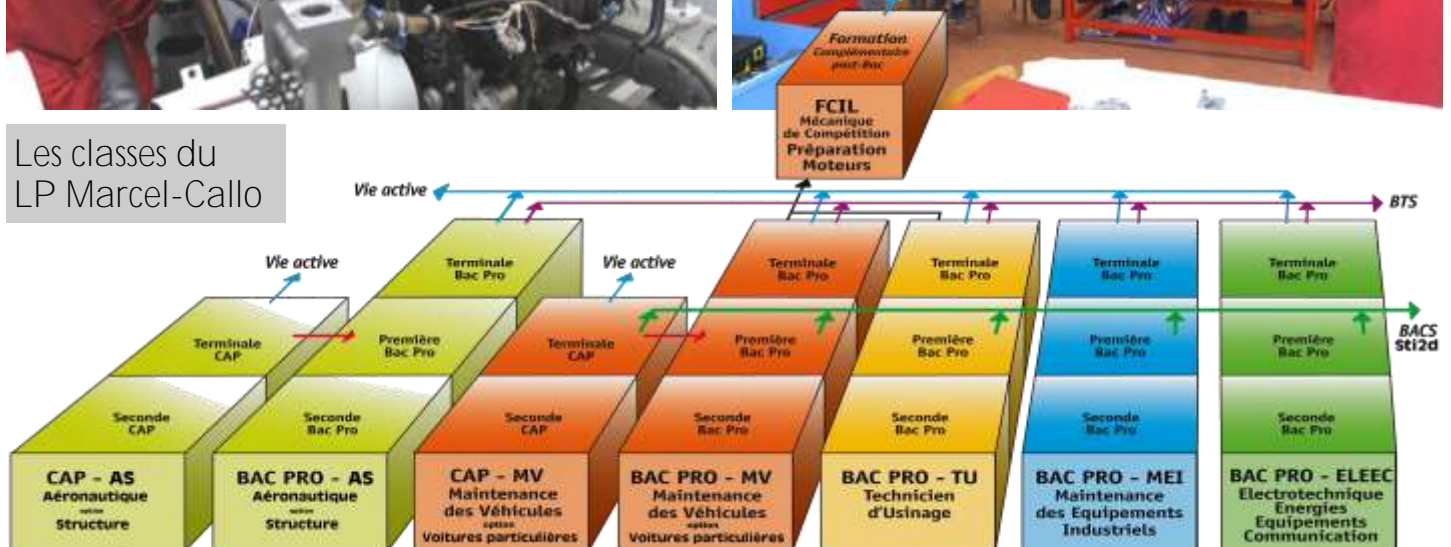 Formation
Complémentaire
post-Bac
FCIL
Mécanique
de Compétition
Préparation
Moteurs
Les classes du
LP Marcel-Callo
Vie active
BTS
Vie active
Vie active
BACS
Sti2d
Terminale
Bac Pro
Terminale
Bac Pro
Terminale
Bac Pro
Terminale
Bac Pro
Terminale
Bac Pro
Terminale
CAP
Première
Bac Pro
Terminale
CAP
Première
Bac Pro
Première
Bac Pro
Première
Bac Pro
Première
Bac Pro
Seconde
CAP
Seconde
Bac Pro
Seconde
CAP
Seconde
Bac Pro
Seconde
Bac Pro
Seconde
Bac Pro
Seconde
Bac Pro
CAP - AS
Aéronautique
option
Structure
BAC PRO - AS
Aéronautique
option
Structure
CAP - MV
Maintenance
des Véhicules
option
Voitures particulières
BAC PRO - MV
Maintenance
des Véhicules
option
Voitures particulières
BAC PRO - TU
Technicien
d'Usinage
BAC PRO - MEI
Maintenance
des Equipements
Industriels
BAC PRO - ELEEC
Electrotechnique
Energies
Equipements
Communication